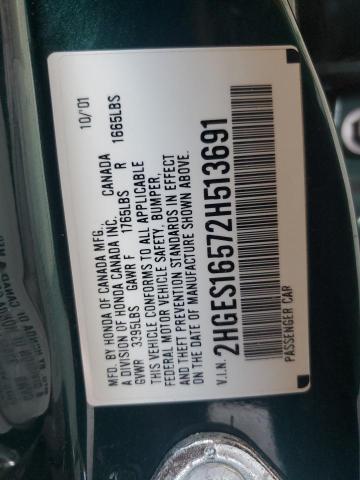 MFD. BY HONDA OF CANADA MFG. 10/'01
A DIVISION OF HONDA CANADA INC. CANADA
GVWR 3395LBS GAWR F 1765LBS R 1665LBS
THIS VEHICLE CONFORMS TO ALL APPLICABLE
FEDERAL MOTOR VEHICLE SAFETY, BUMPER,
AND THEFT PREVENTION STANDARDS IN EFFECT
ON THE DATE OF MANUFACTURE SHOWN ABOVE.
V.I.N. 2HGES16572H513691
PASSENGER CAR